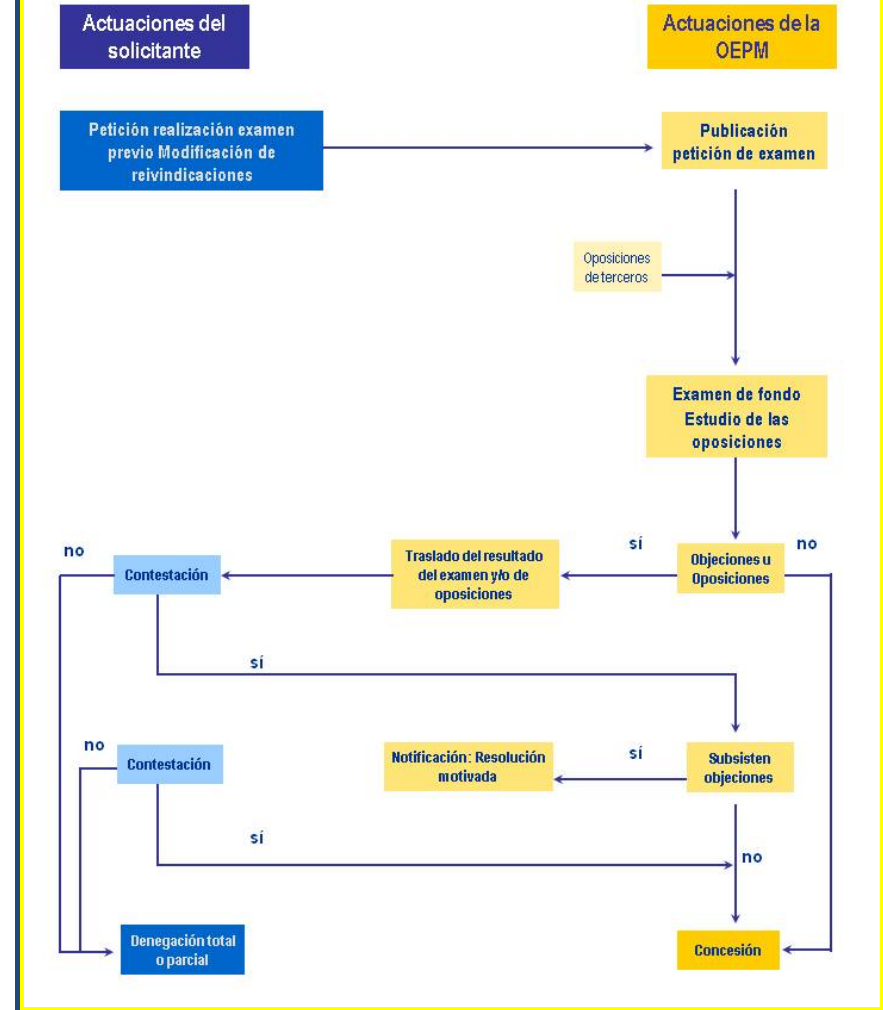 Actuaciones del
solicitante
Actuaciones de la
OEPM
Petición realización examen
previo Modificación de
reivindicaciones
Publicación
petición de examen
Oposiciones
de terceros
Examen de fondo
Estudio de las
oposiciones
no
Contestación
Traslado del resultado
del examen y/o de
oposiciones
sí
Objeciones u
Oposiciones
no
sí
no
Contestación
Notificación: Resolución
motivada
sí
Subsisten
objeciones
sí
no
Denegación total
o parcial
Concesión